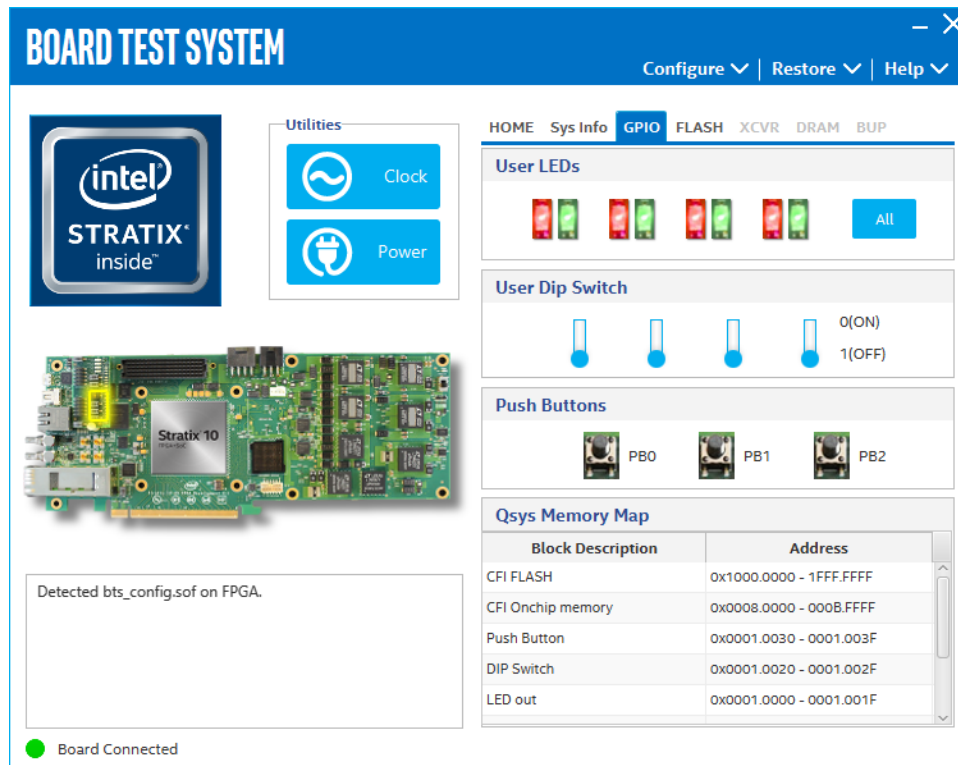 BOARD TEST SYSTEM
Configure | Restore | Help
intel
STRATIX
inside™
Utilities
Clock
Power
HOME Sys Info GPIO FLASH XCVR DRAM BUP
User LEDs
All
User Dip Switch
0(ON)
1(OFF)
Push Buttons
PB0 PB1 PB2
Stratix 10
Qsys Memory Map
Block Description Address
CFI FLASH 0x1000.0000 - 1FFF.FFFF
CFI Onchip memory 0x0008.0000 - 000B.FFFF
Push Button 0x0001.0030 - 0001.003F
DIP Switch 0x0001.0020 - 0001.002F
LED out 0x0001.0000 - 0001.001F
Detected bts_config.sof on FPGA.
Board Connected